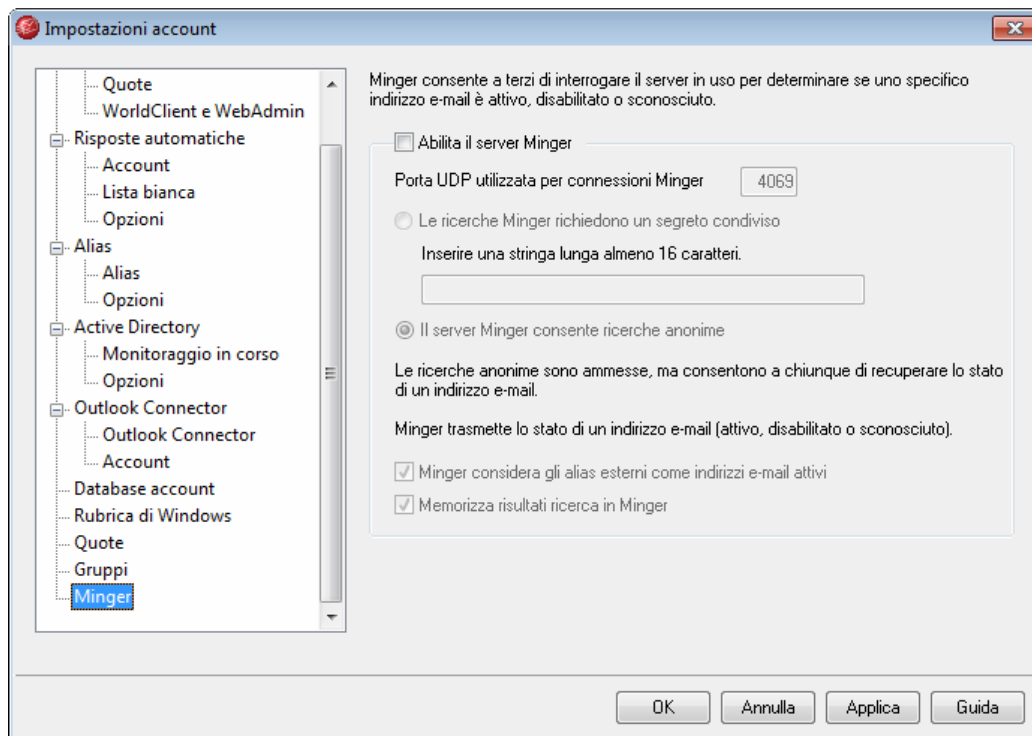 Impostazioni account
Quote
WorldClient e WebAdmin
Risposte automatiche
Account
Lista bianca
Opzioni
Alias
Alias
Opzioni
Active Directory
Monitoraggio in corso
Opzioni
Outlook Connector
Outlook Connector
Account
Database account
Rubrica di Windows
Quote
Gruppi
Minger
Minger consente a terzi di interrogare il server in uso per determinare se uno specifico
indirizzo e-mail è attivo, disabilitato o sconosciuto.
Abilita il server Minger
Porta UDP utilizzata per connessioni Minger 4069
Le ricerche Minger richiedono un segreto condiviso
Inserire una stringa lunga almeno 16 caratteri.
Il server Minger consente ricerche anonime
Le ricerche anonime sono ammesse, ma consentono a chiunque di recuperare lo stato
di un indirizzo e-mail.
Minger trasmette lo stato di un indirizzo e-mail (attivo, disabilitato o sconosciuto).
Minger considera gli alias esterni come indirizzi e-mail attivi
Memorizza risultati ricerca in Minger
OK Annulla Applica Guida